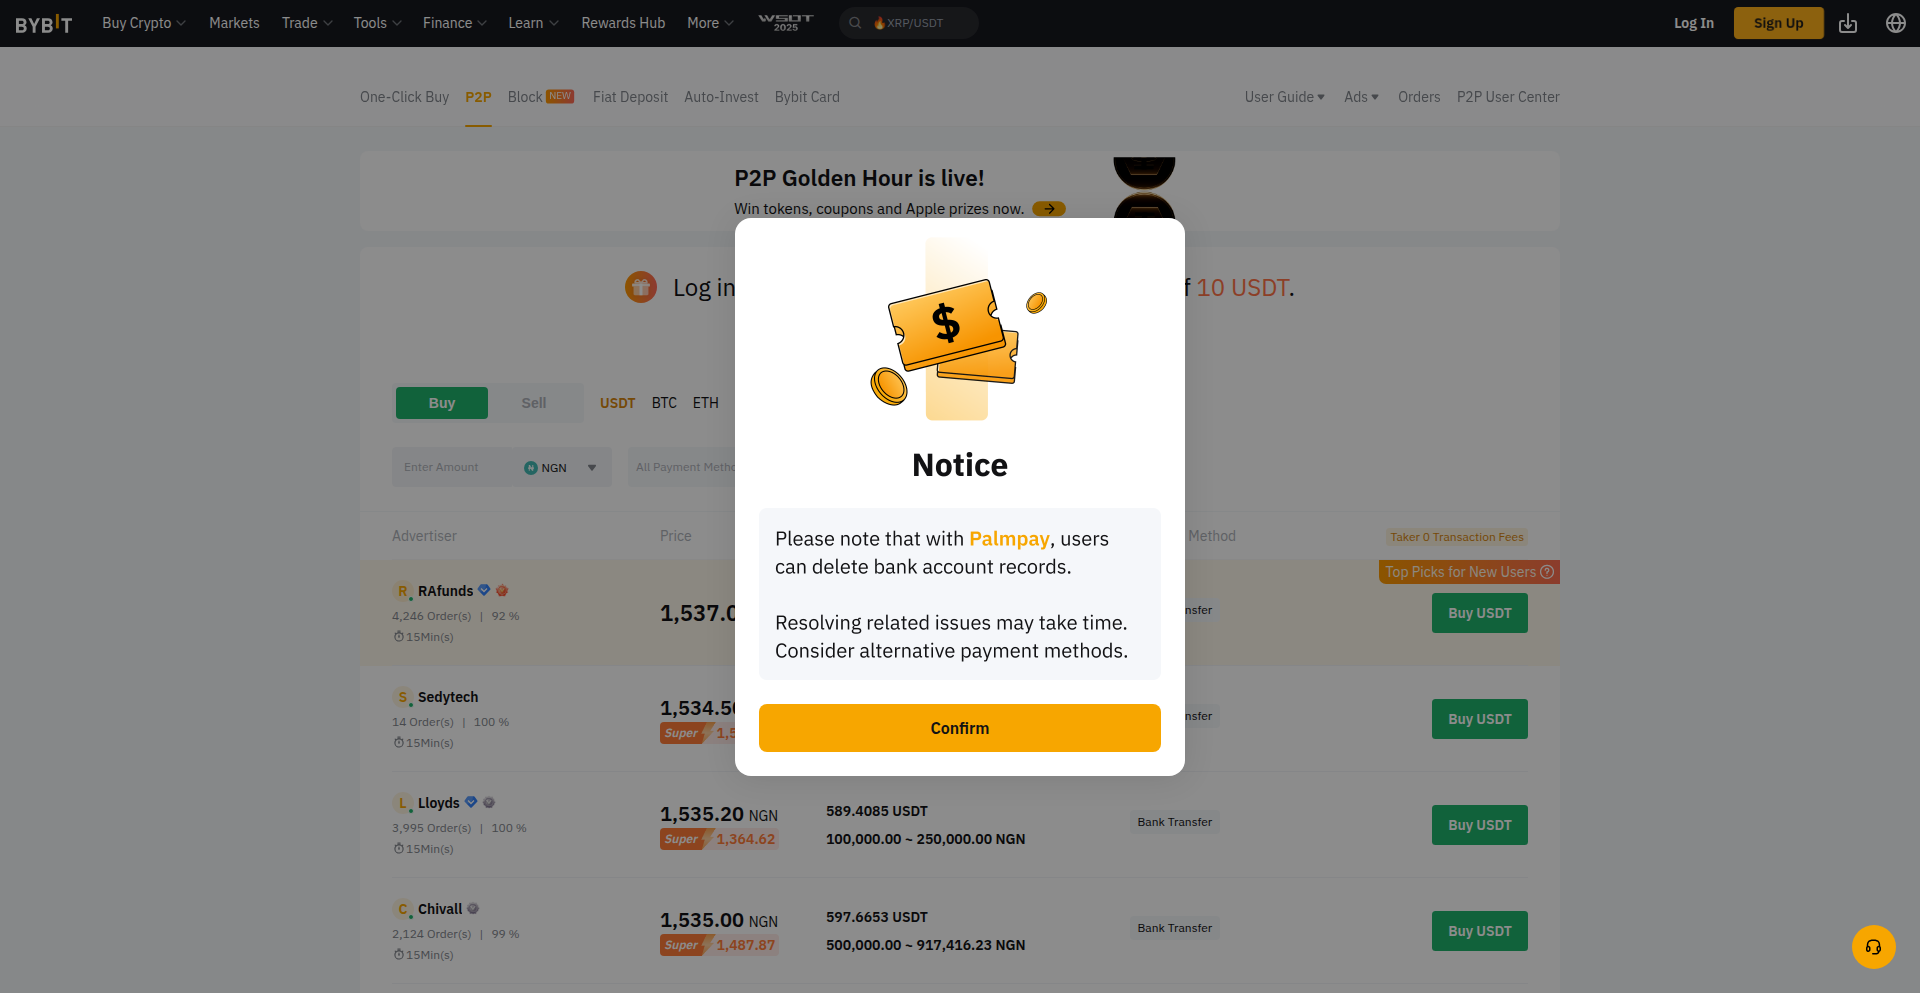 BYBIT Buy Crypto Markets Trade Tools Finance Learn Rewards Hub More WSOT 2025 XRP/USDT Log In Sign Up
One-Click Buy P2P Block NEW Fiat Deposit Auto-Invest Bybit Card User Guide Ads Orders P2P User Center
P2P Golden Hour is live!
Win tokens, coupons and Apple prizes now.
Log in 10 USDT.
$
Notice
Please note that with Palmpay, users
can delete bank account records.
Resolving related issues may take time.
Consider alternative payment methods.
Confirm
Buy Sell USDT BTC ETH
Enter Amount NGN All Payment
Advertiser Price Method Taker 0 Transaction Fees
Top Picks for New Users
R RAfunds
4,246 Order(s) | 92 %
15Min(s)
1,537.0
Buy USDT
S Sedytech
14 Order(s) | 100 %
15Min(s)
1,534.5
Super 1,5
Buy USDT
L Lloyds
3,995 Order(s) | 100 %
15Min(s)
1,535.20 NGN
Super 1,364.62
589.4085 USDT
100,000.00 ~ 250,000.00 NGN
Bank Transfer
Buy USDT
C Chivall
2,124 Order(s) | 99 %
15Min(s)
1,535.00 NGN
Super 1,487.87
597.6653 USDT
500,000.00 ~ 917,416.23 NGN
Bank Transfer
Buy USDT